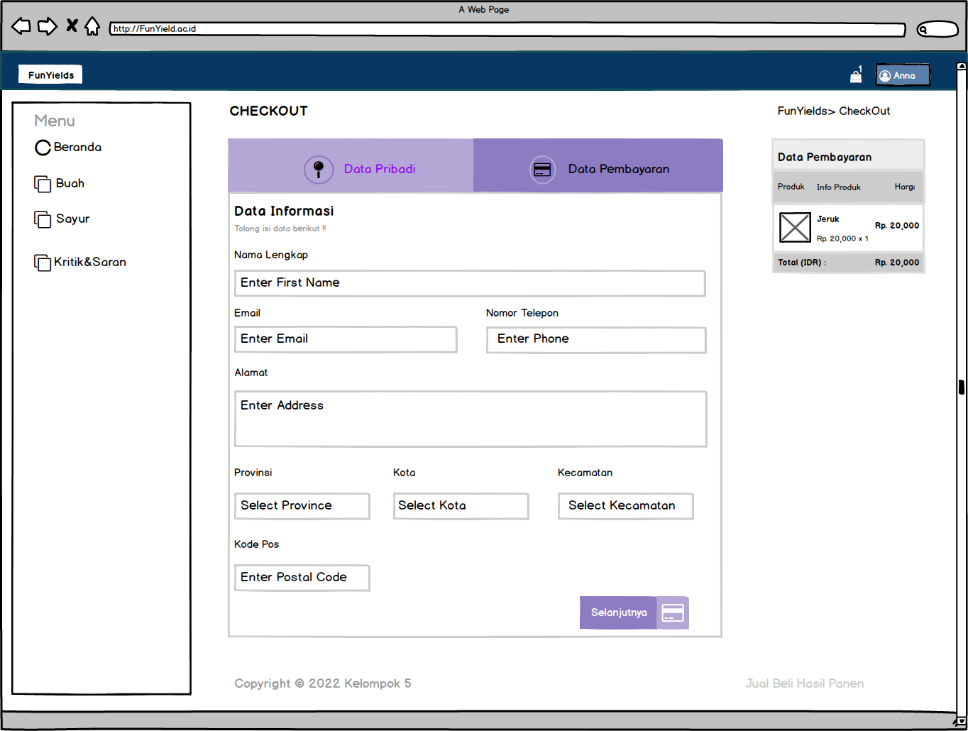 A Web Page
http://FunYield.ac.id
FunYields
1
Anna
Menu
Beranda
Buah
Sayur
Kritik&Saran
CHECKOUT
FunYields> CheckOut
Data Pribadi
Data Pembayaran
Data Informasi
Tolong isi data berikut !!
Nama Lengkap
Enter First Name
Email
Nomor Telepon
Enter Email
Enter Phone
Alamat
Enter Address
Provinsi
Kota
Kecamatan
Select Province
Select Kota
Select Kecamatan
Kode Pos
Enter Postal Code
Selanjutnya
Data Pembayaran
Produk Info Produk Harga
Jeruk
Rp. 20,000
Rp. 20,000 x 1
Total (IDR) : Rp. 20,000
Copyright © 2022 Kelompok 5
Jual Beli Hasil Panen